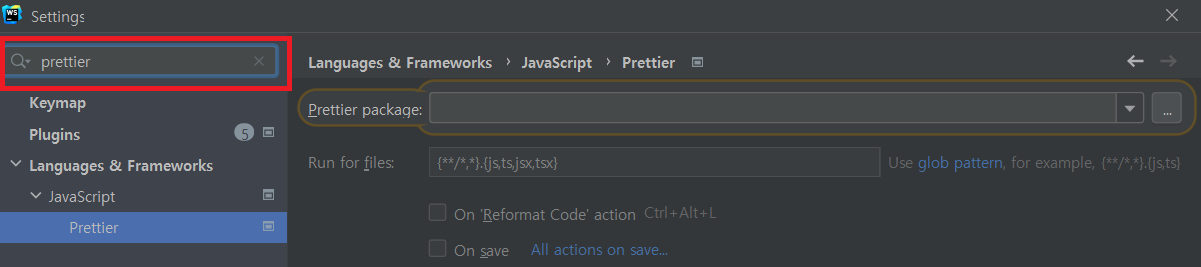 WS Settings
prettier
Keymap
Plugins 5
Languages & Frameworks
JavaScript
Prettier
Languages & Frameworks › JavaScript › Prettier
Prettier package: ...
Run for files: {**/*,*}.{js,ts,jsx,tsx} Use glob pattern, for example, {**/*,*}.{js,ts}
On 'Reformat Code' action Ctrl+Alt+L
On save All actions on save...